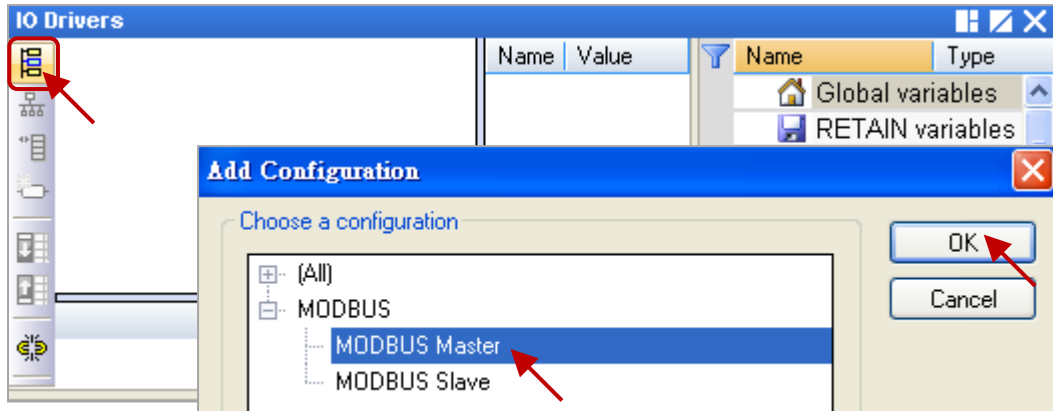 IO Drivers
Name Value
Name Type
Global variables
RETAIN variables
Add Configuration
Choose a configuration
OK
(All)
Cancel
MODBUS
MODBUS Master
MODBUS Slave